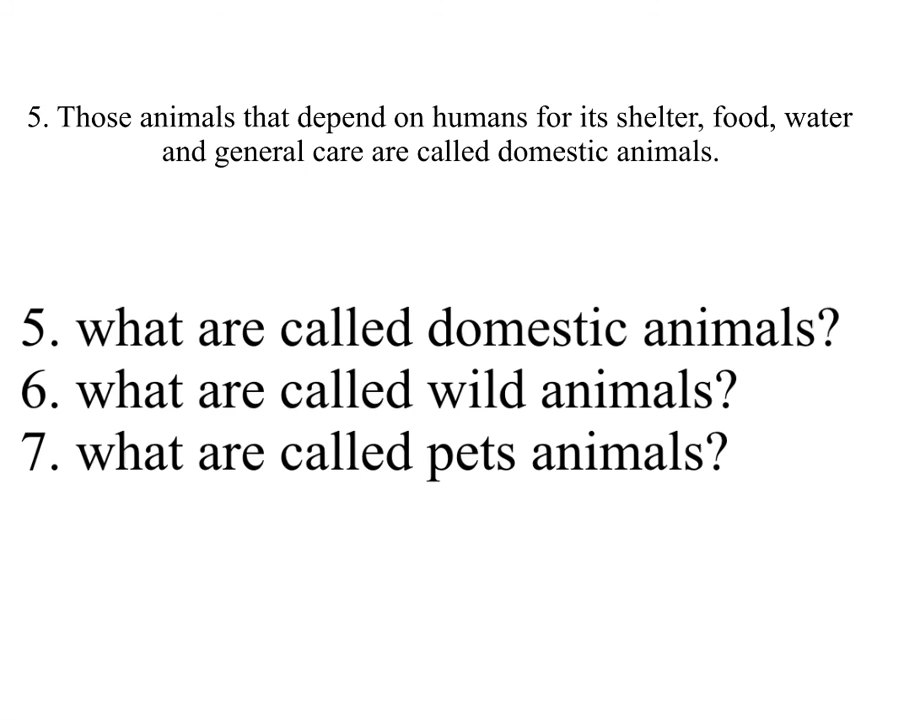 5. Those animals that depend on humans for its shelter, food, water
and general care are called domestic animals.
5. what are called domestic animals?
6. what are called wild animals?
7. what are called pets animals?